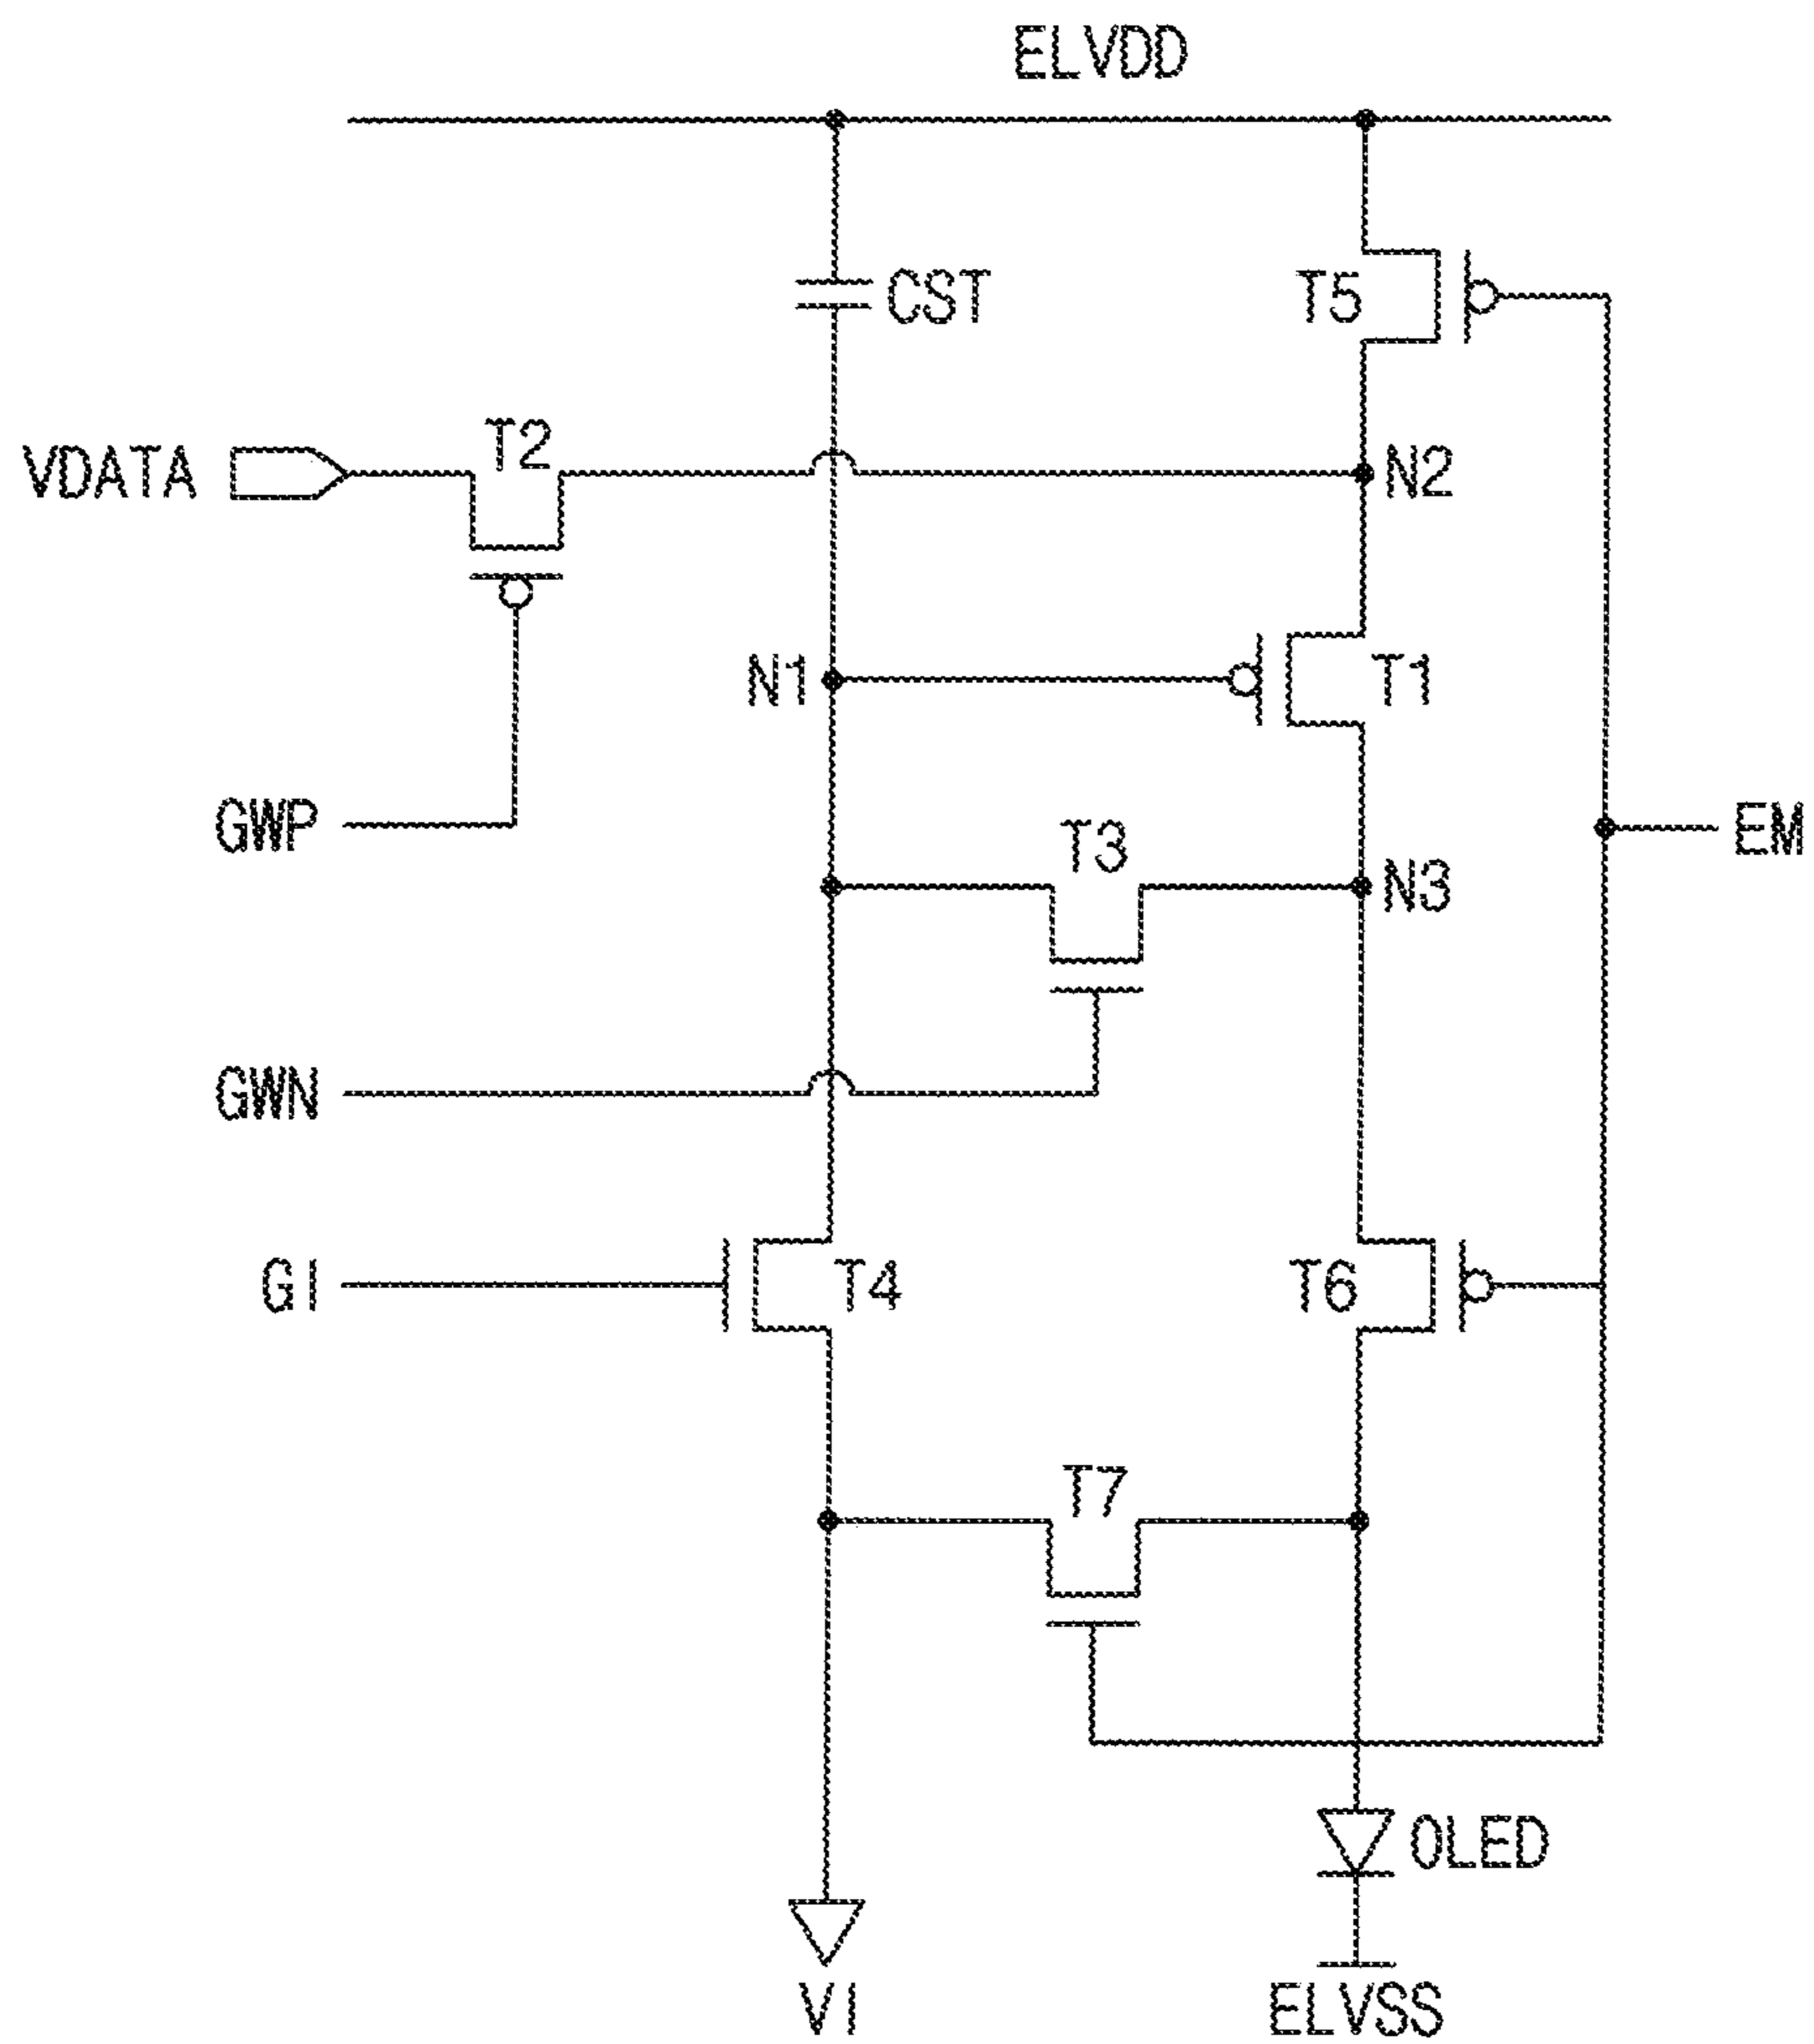 ELVDD
CST
T5
T2
VDATA
N2
N1
T1
GWP
T3
EM
N3
GWN
GI
T4
T6
T7
OLED
VI
ELVSS